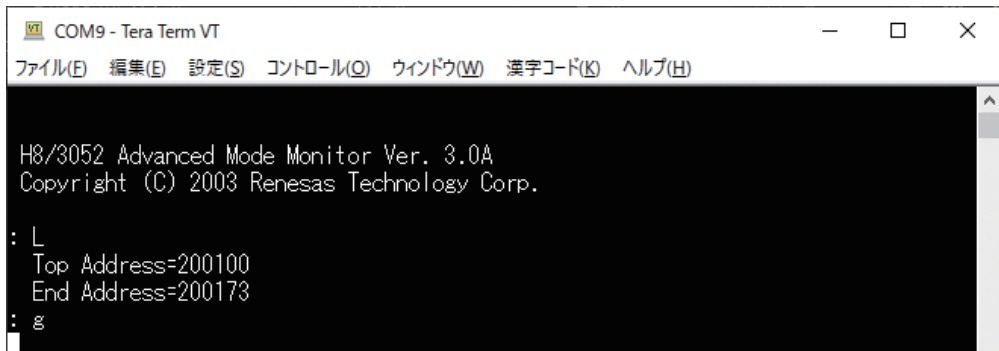 COM9 - Tera Term VT
ファイル(F) 編集(E) 設定(S) コントロール(O) ウィンドウ(W) 漢字コード(K) ヘルプ(H)
H8/3052 Advanced Mode Monitor Ver. 3.0A
Copyright (C) 2003 Renesas Technology Corp.
: L
Top Address=200100
End Address=200173
: g